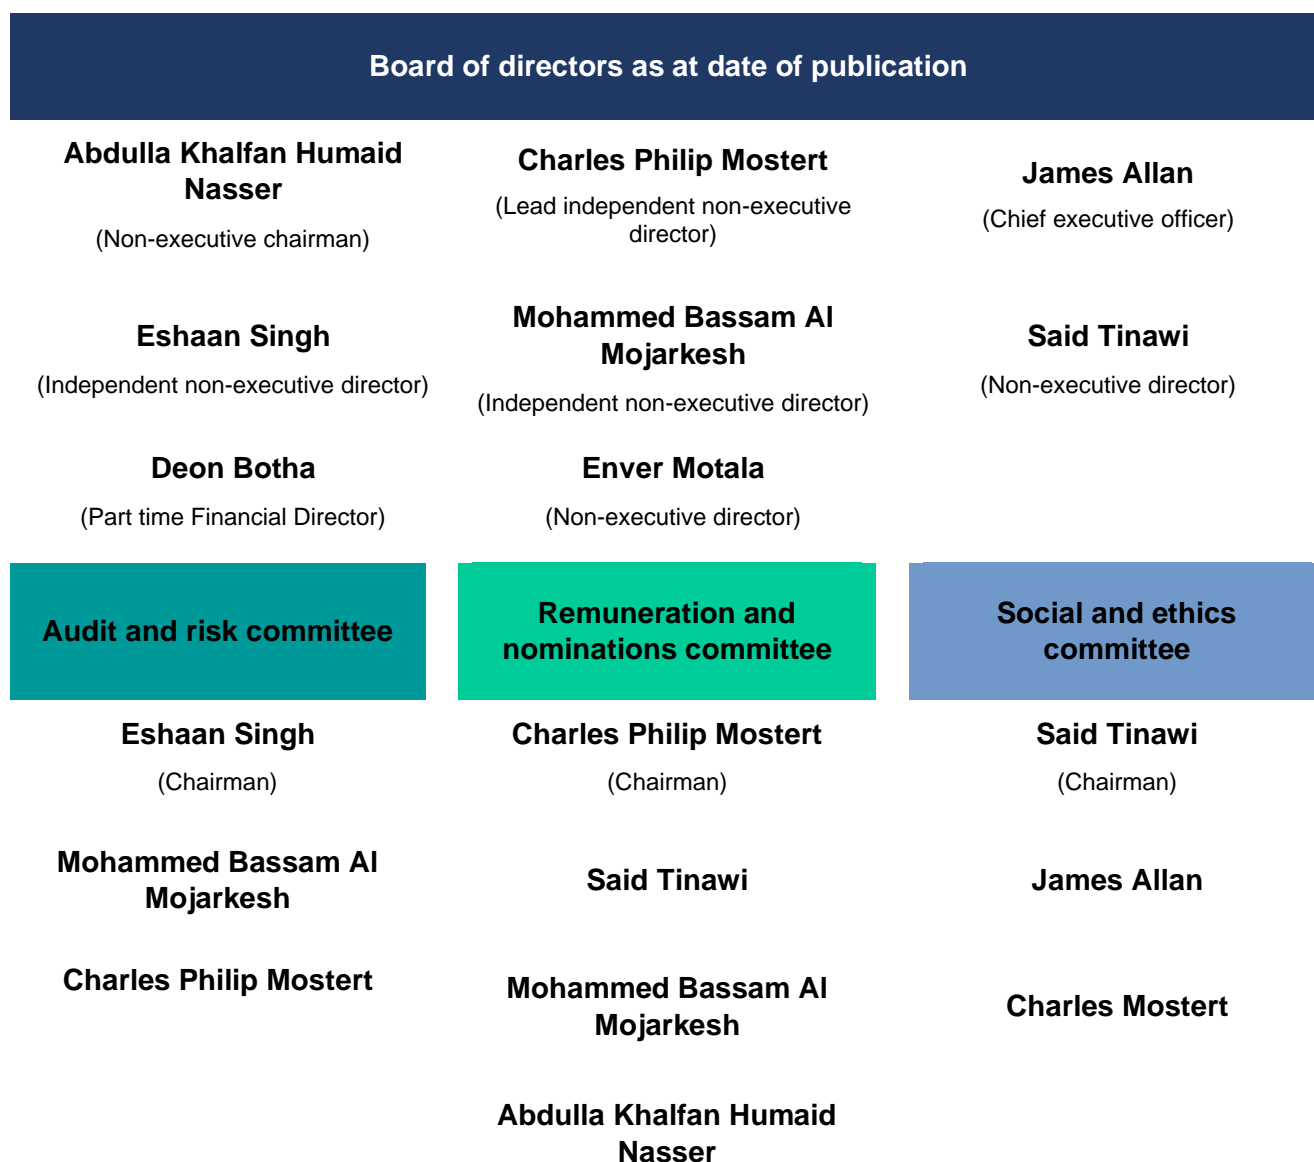 Board of directors as at date of publication
Abdulla Khalfan Humaid
Nasser
(Non-executive chairman)
Charles Philip Mostert
(Lead independent non-executive
director)
James Allan
(Chief executive officer)
Eshaan Singh
(Independent non-executive director)
Mohammed Bassam Al
Mojarkesh
(Independent non-executive director)
Said Tinawi
(Non-executive director)
Deon Botha
(Part time Financial Director)
Enver Motala
(Non-executive director)
Audit and risk committee
Eshaan Singh
(Chairman)
Mohammed Bassam Al
Mojarkesh
Charles Philip Mostert
Remuneration and
nominations committee
Charles Philip Mostert
(Chairman)
Said Tinawi
Mohammed Bassam Al
Mojarkesh
Abdulla Khalfan Humaid
Nasser
Social and ethics
committee
Said Tinawi
(Chairman)
James Allan
Charles Mostert